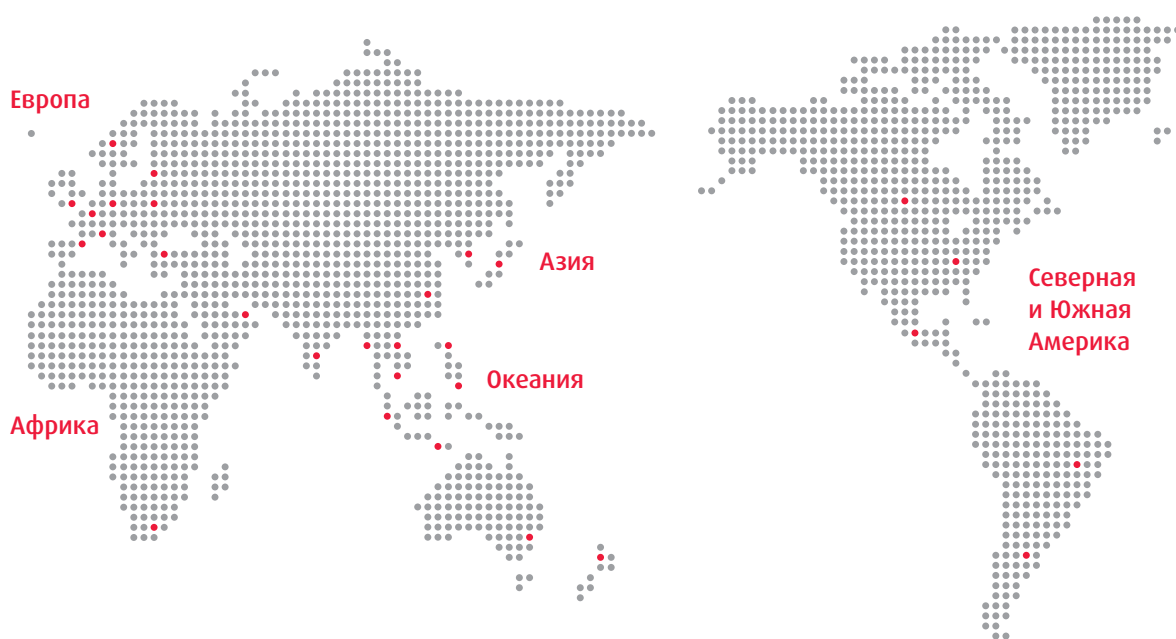 Европа
Азия
Северная
и Южная
Америка
Океания
Африка